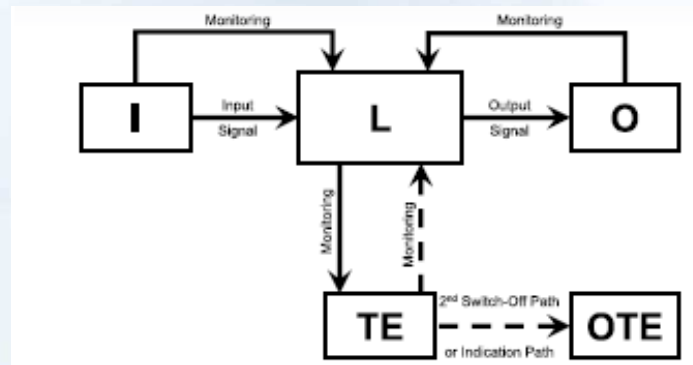 Monitoring
Monitoring
I
Input
Signal
L
Output
Signal
O
Monitoring
Monitoring
TE
2nd Switch-Off Path
or Indication Path
OTE